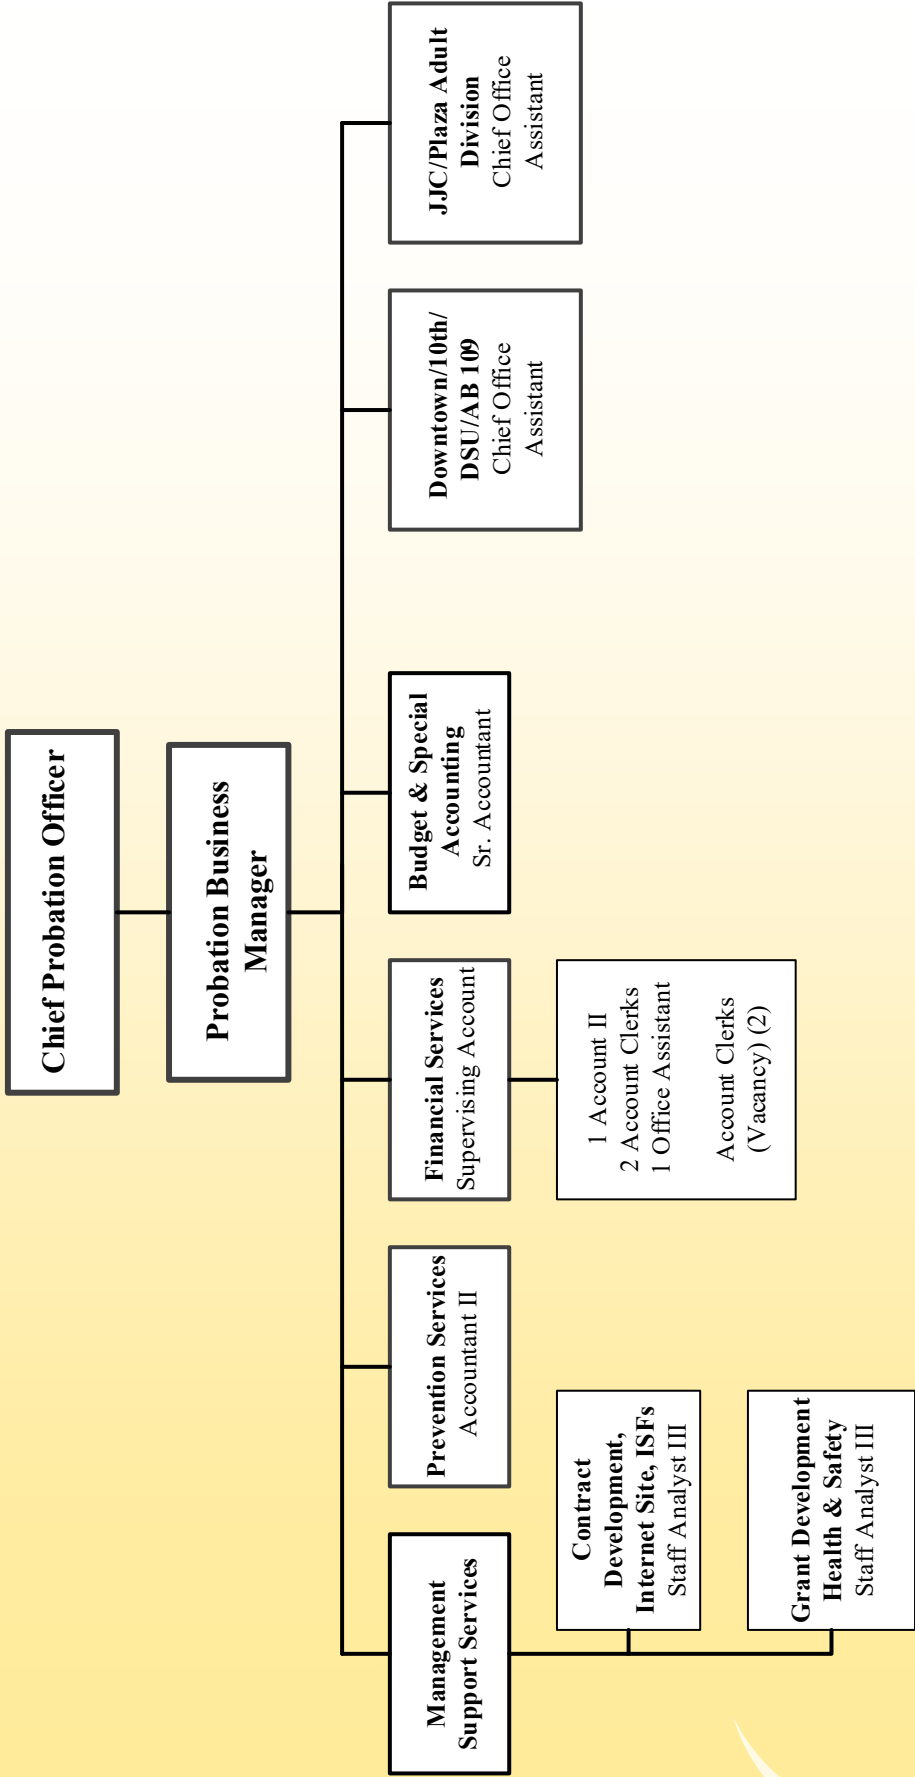 Chief Probation Officer
Probation Business
Manager
Management
Support Services
Contract
Development,
Internet Site, ISFs
Staff Analyst III
Grant Development
Health & Safety
Staff Analyst III
Prevention Services
Accountant II
Financial Services
Supervising Account
1 Account II
2 Account Clerks
1 Office Assistant
Account Clerks
(Vacancy) (2)
Budget & Special
Accounting
Sr. Accountant
Downtown/10th/
DSU/AB 109
Chief Office
Assistant
JJC/Plaza Adult
Division
Chief Office
Assistant